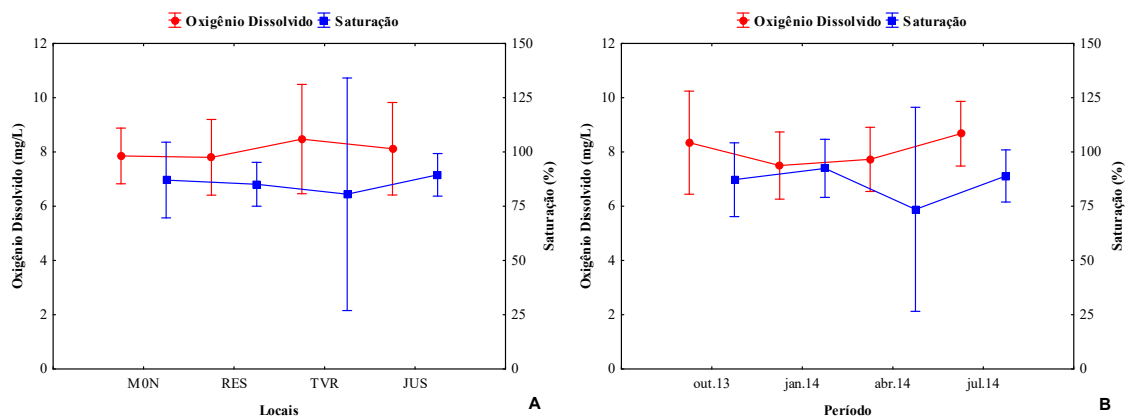 Oxigênio Dissolvido Saturação
12 150
10 125
8 100
6 75
4 50
2 25
0 0
Oxigênio Dissolvido (mg/L)
Saturação (%)
M0N RES TVR JUS
Locais
A
Oxigênio Dissolvido Saturação
12 150
10 125
8 100
6 75
4 50
2 25
0 0
Oxigênio Dissolvido (mg/L)
Saturação (%)
out.13 jan.14 abr.14 jul.14
Período
B